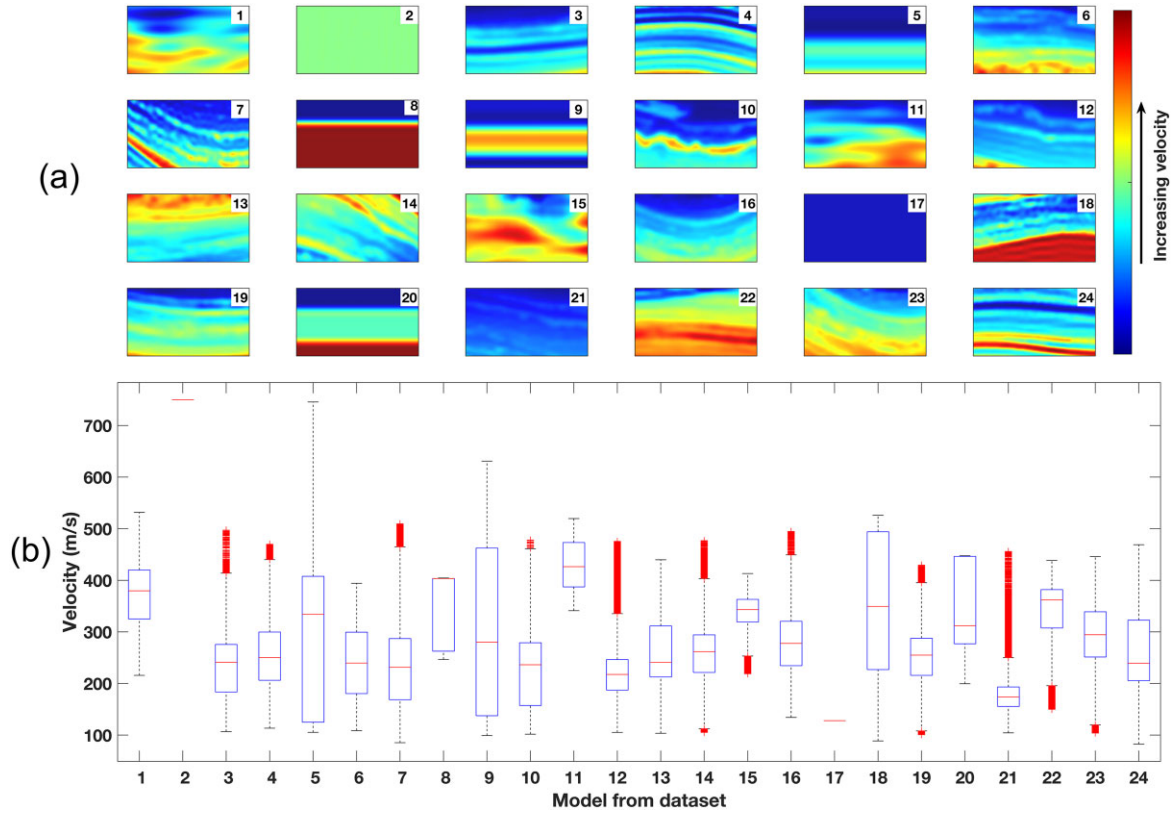 1 2 3 4 5 6
7 8 9 10 11 12
(a)
13 14 15 16 17 18
19 20 21 22 23 24
Increasing velocity
(b)
Velocity (m/s)
700
600
500
400
300
200
100
1 2 3 4 5 6 7 8 9 10 11 12 13 14 15 16 17 18 19 20 21 22 23 24
Model from dataset